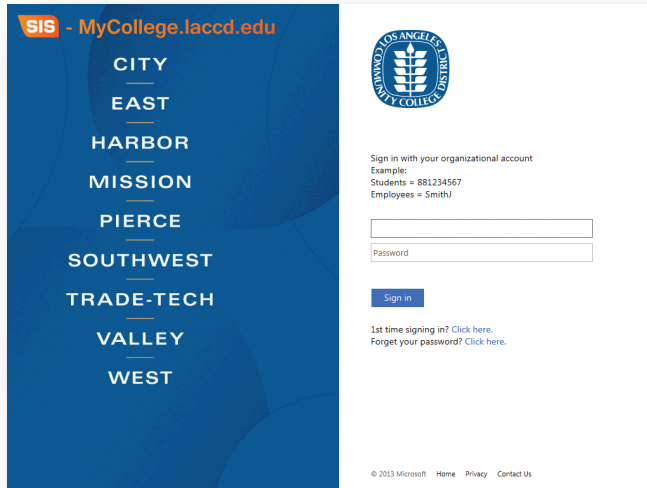 SIS - MyCollege.laccd.edu
CITY
EAST
HARBOR
MISSION
PIERCE
SOUTHWEST
TRADE-TECH
VALLEY
WEST
LOS ANGELES
COMMUNITY COLLEGE DISTRICT
Sign in with your organizational account
Example:
Students = 881234567
Employees = SmithJ
Password
Sign in
1st time signing in? Click here.
Forget your password? Click here.
© 2013 Microsoft Home Privacy Contact Us